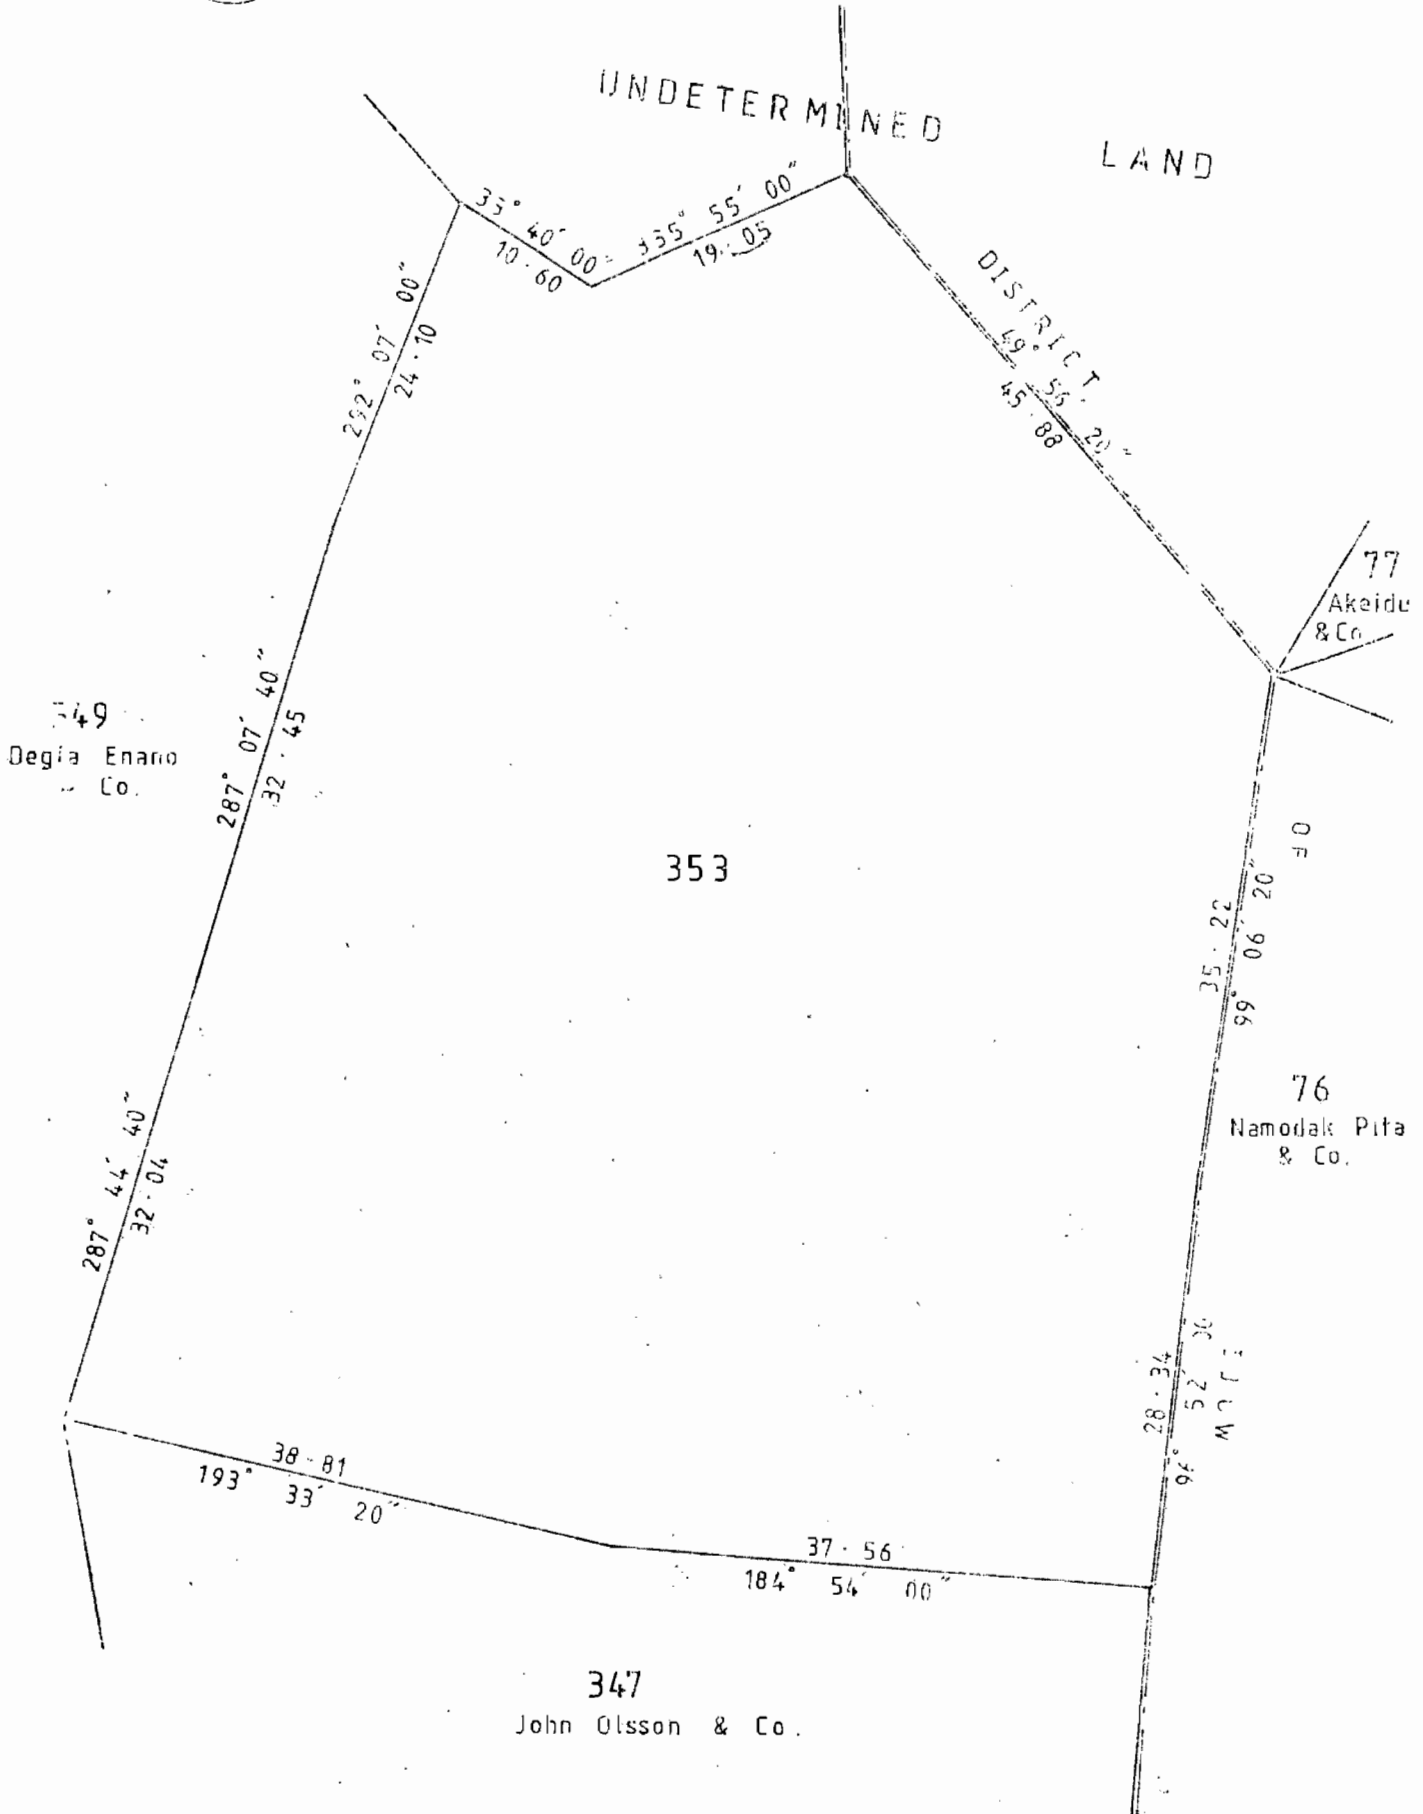 UNDETERMINED LAND
335° 55' 00"
19.05
40' 00"
10.60
292° 07' 00"
24.10
DISTRICT
49° 56' 20"
45.88
77
Akeidu
& Co
287° 07' 40"
32.45
Degia Enano
Co.
353
OF
35.22
99° 06' 20"
76
Namodak Pita
& Co.
287° 44' 40"
32.04
28.34
52'
38.81
193° 33' 20"
37.56
184° 54' 00"
347
John Olsson & Co.